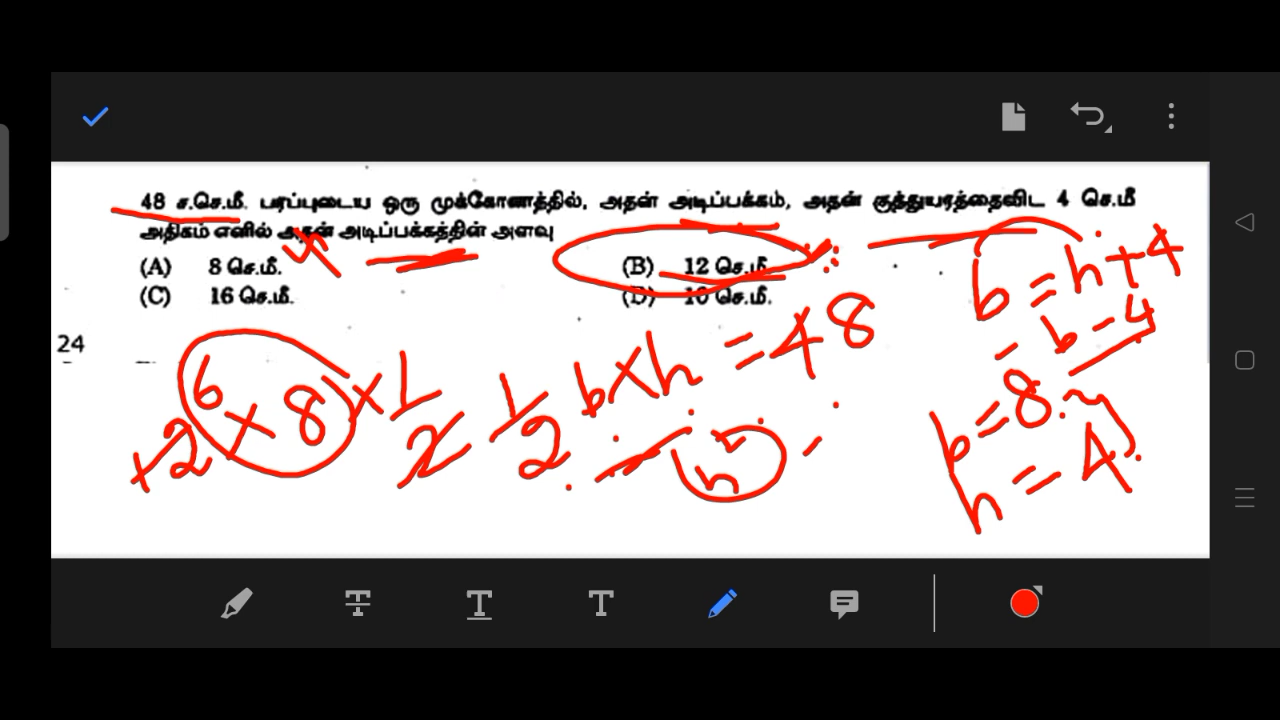 48 ச.செ.மீ. பரப்புடைய ஒரு முக்கோணத்தில், அதன் அடிப்பக்கம், அதன் குத்துயரத்தைவிட 4 செ.மீ
அதிகம் எனில் அதன் அடிப்பக்கத்தின் அளவு
(A) 8 செ.மீ. (B) 12 செ.மீ.
(C) 16 செ.மீ. (D) 10 செ.மீ.
b = h + 4
= b - 4
24
6
12 × 8 × 1/2 = 1/2 b × h = 48
b = 8
h = 4